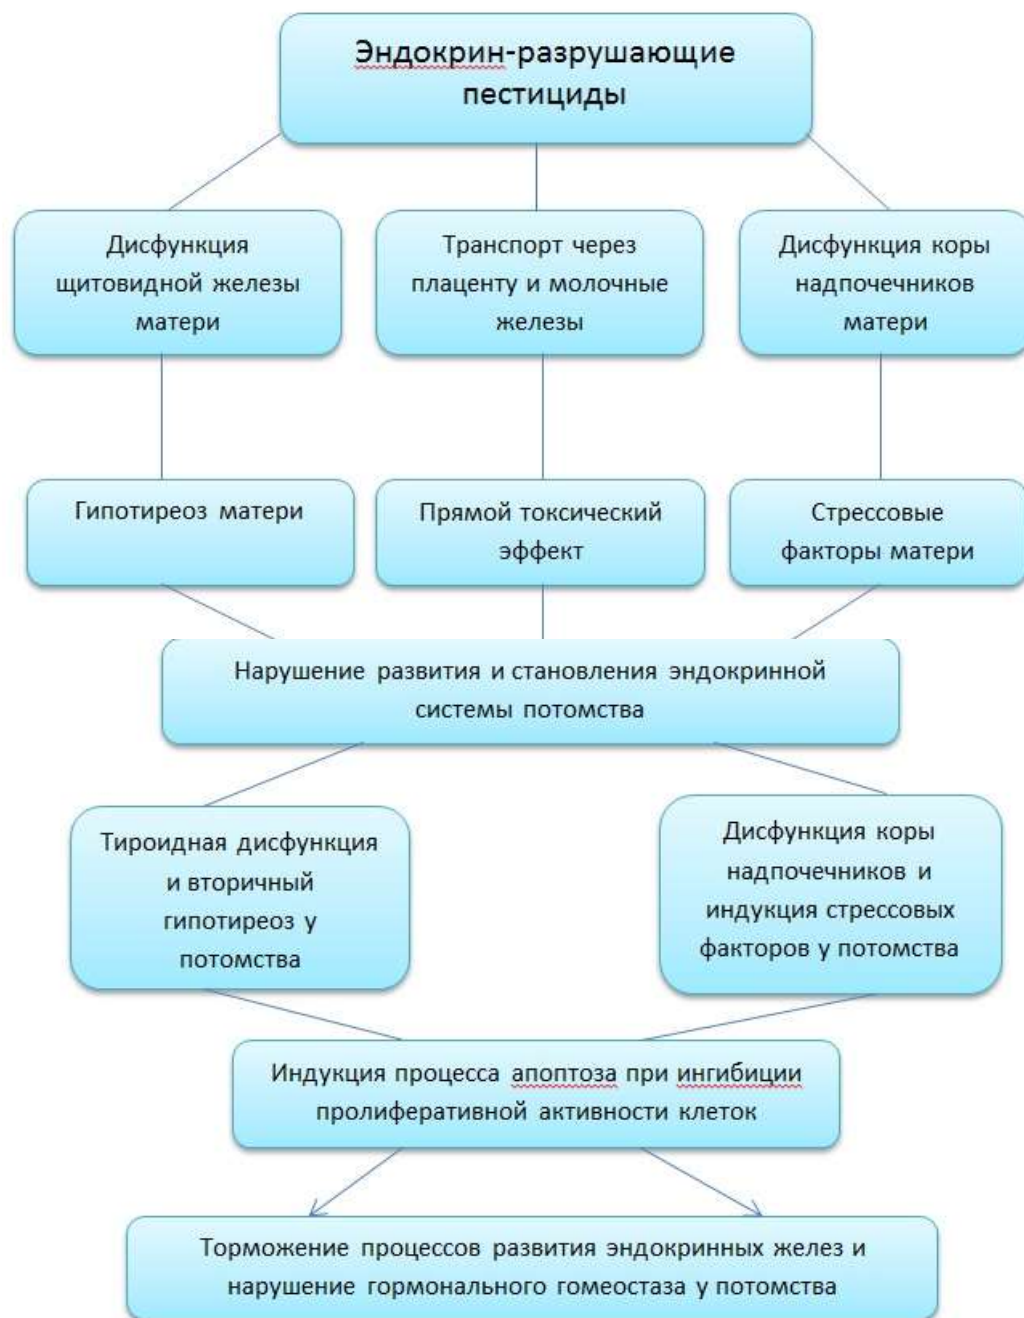 Эндокрин-разрушающие
пестициды
Дисфункция
щитовидной железы
матери
Транспорт через
плаценту и молочные
железы
Дисфункция коры
надпочечников
матери
Гипотиреоз матери
Прямой токсический
эффект
Стрессовые
факторы матери
Нарушение развития и становления эндокринной
системы потомства
Тироидная дисфункция
и вторичный
гипотиреоз у
потомства
Дисфункция коры
надпочечников и
индукция стрессовых
факторов у потомства
Индукция процесса апоптоза при ингибиции
пролиферативной активности клеток
Торможение процессов развития эндокринных желез и
нарушение гормонального гомеостаза у потомства